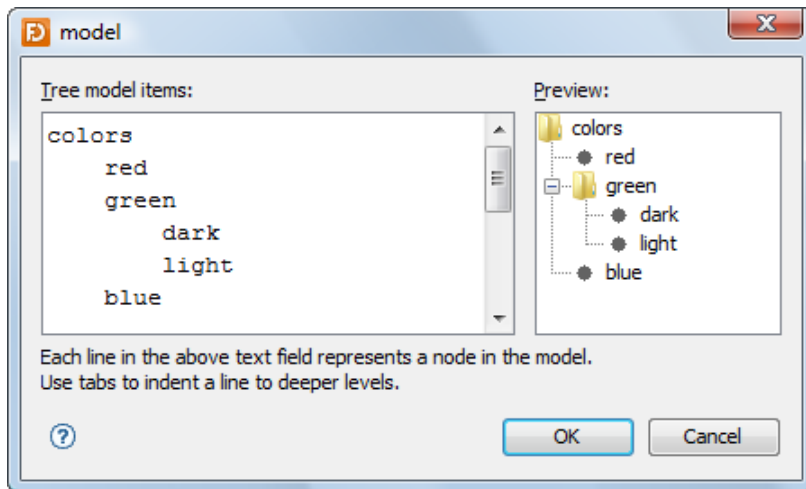 model
Tree model items:
colors
red
green
dark
light
blue
Preview:
colors
red
green
dark
light
blue
Each line in the above text field represents a node in the model.
Use tabs to indent a line to deeper levels.
OK
Cancel